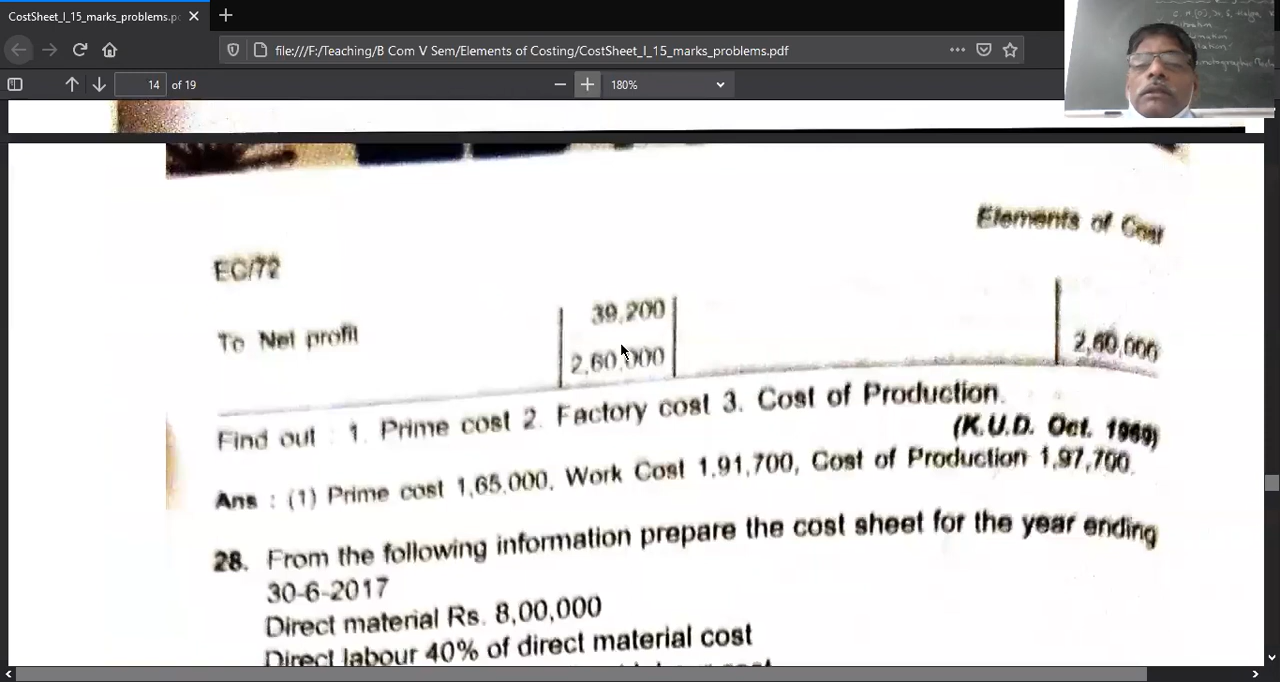 CostSheet_I_15_marks_problems.p
file:///F:/Teaching/B Com V Sem/Elements of Costing/CostSheet_I_15_marks_problems.pdf
14 of 19
180%
Elements of Cost
EC/72
To Net profit
39,200
2,60,000
2,60,000
Find out : 1. Prime cost 2. Factory cost 3. Cost of Production.
(K.U.D. Oct. 1969)
Ans : (1) Prime cost 1,65,000, Work Cost 1,91,700, Cost of Production 1,97,700.
28. From the following information prepare the cost sheet for the year ending
30-6-2017
Direct material Rs. 8,00,000
Direct labour 40% of direct material cost